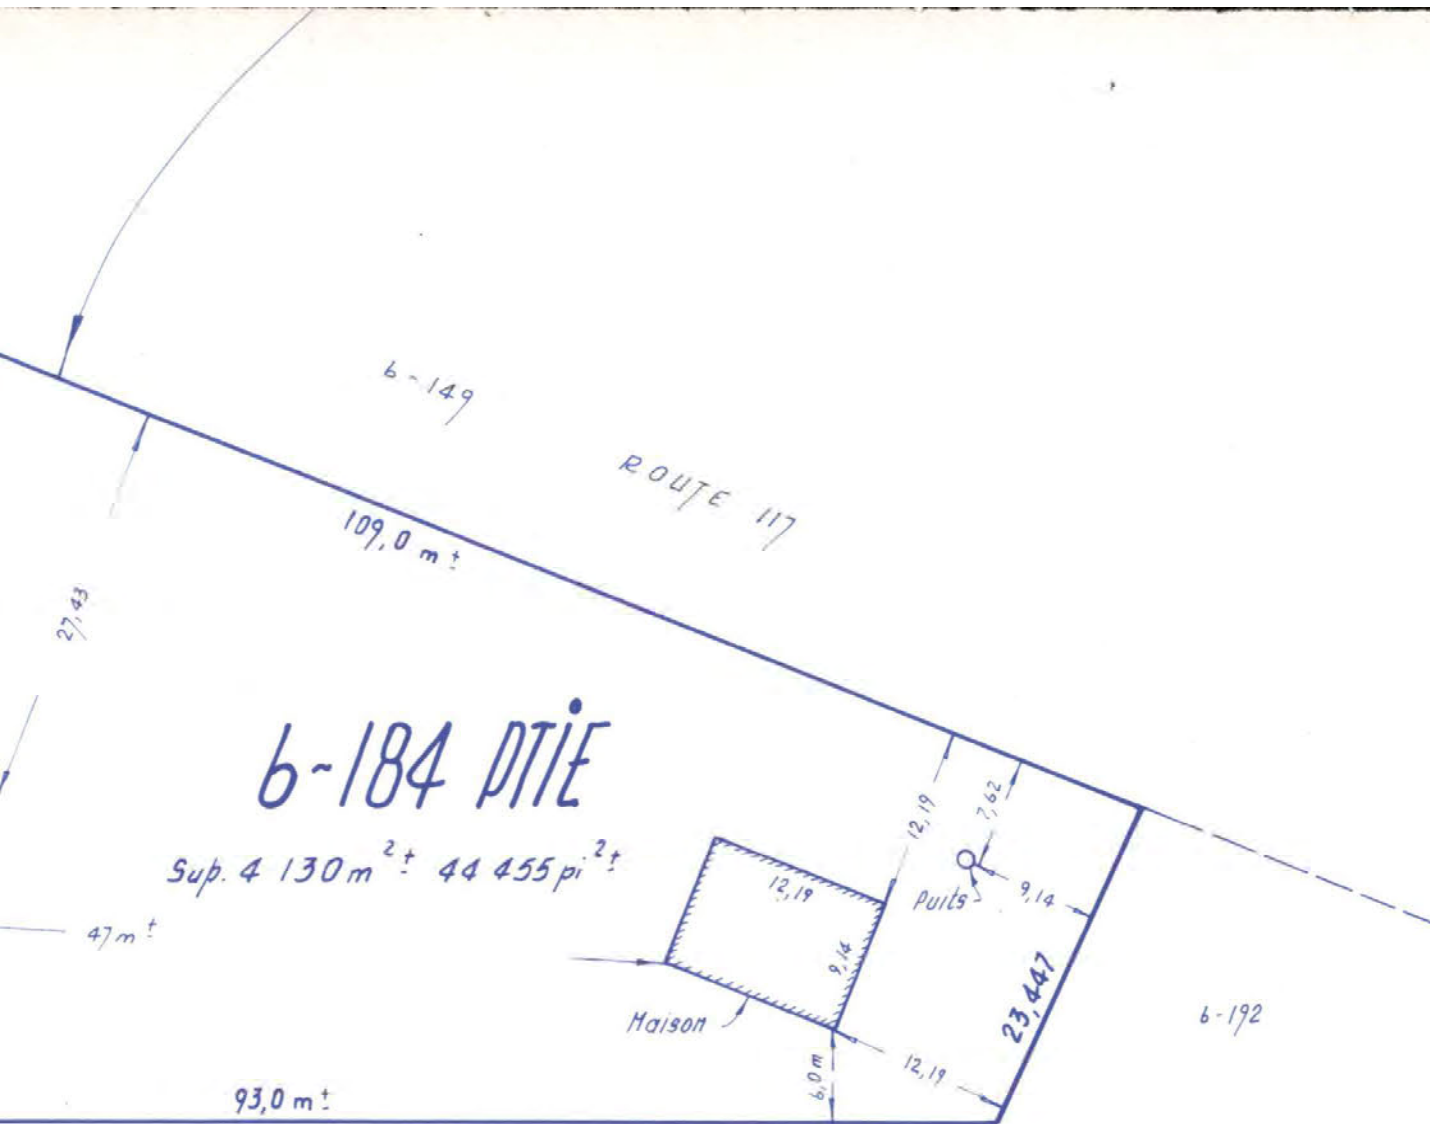 6-149
ROUTE 117
109,0 m ±
27,43
6-184 PTIE
Sup. 4 130 m² ± 44 455 pi² ±
12,19
7,62
12,19
Puits
9,14
47 m ±
9,14
23,447
Maison
6-192
6,0 m
12,19
93,0 m ±